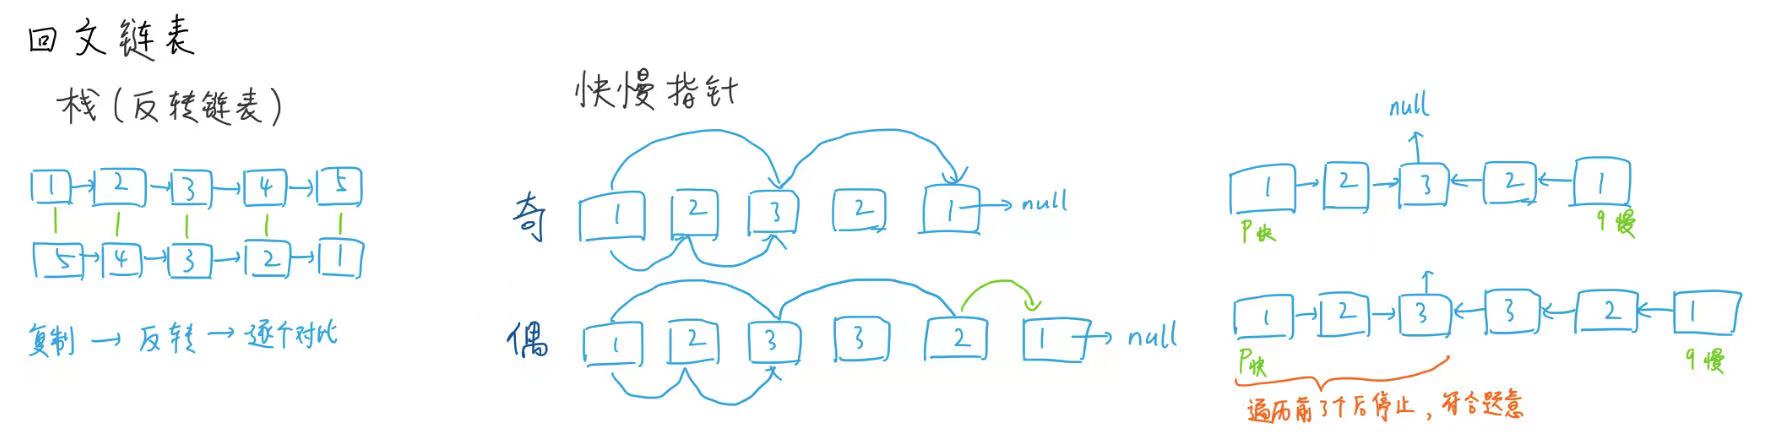 回文链表
栈(反转链表)
1 2 3 4 5
5 4 3 2 1
复制 → 反转 → 逐个对比
快慢指针
奇 1 2 3 2 1 → null
偶 1 2 3 3 2 1 → null
null
1 2 3 2 1
P快 q慢
1 2 3 3 2 1
P快 q慢
遍历前3个后停止,符合题意